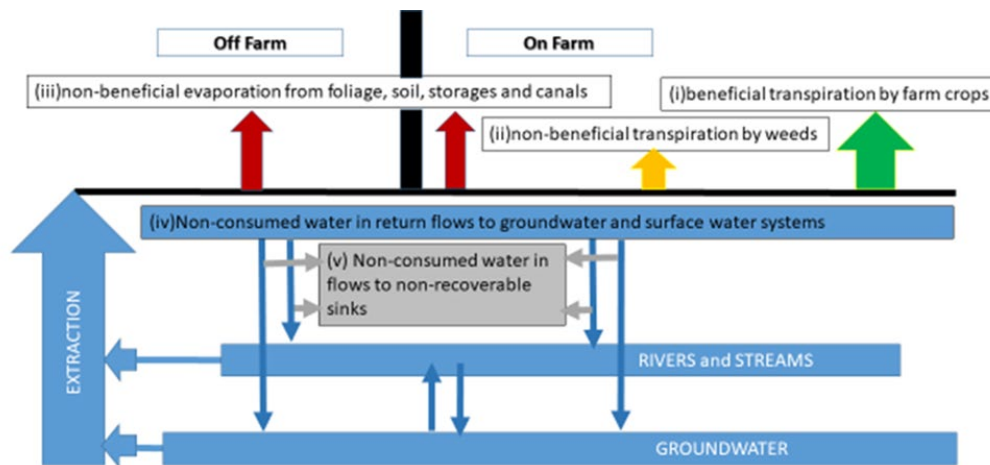 Off Farm
On Farm
(iii)non-beneficial evaporation from foliage, soil, storages and canals
(i)beneficial transpiration by farm crops
(ii)non-beneficial transpiration by weeds
(iv)Non-consumed water in return flows to groundwater and surface water systems
(v) Non-consumed water in
flows to non-recoverable
sinks
EXTRACTION
RIVERS and STREAMS
GROUNDWATER